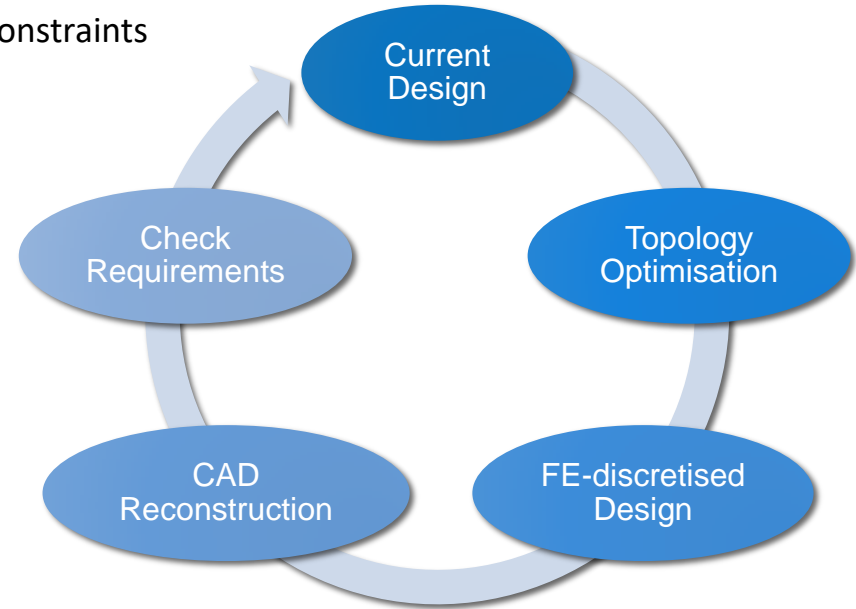 onstraints
Current
Design
Topology
Optimisation
FE-discretised
Design
CAD
Reconstruction
Check
Requirements